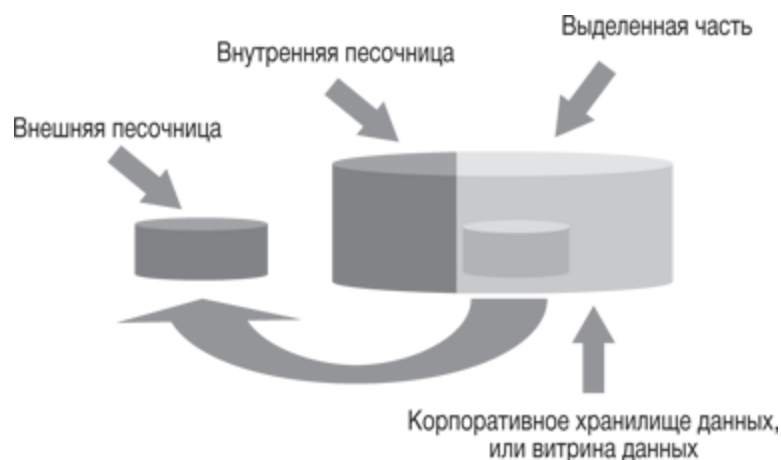 Выделенная часть
Внутренняя песочница
Внешняя песочница
Корпоративное хранилище данных,
или витрина данных